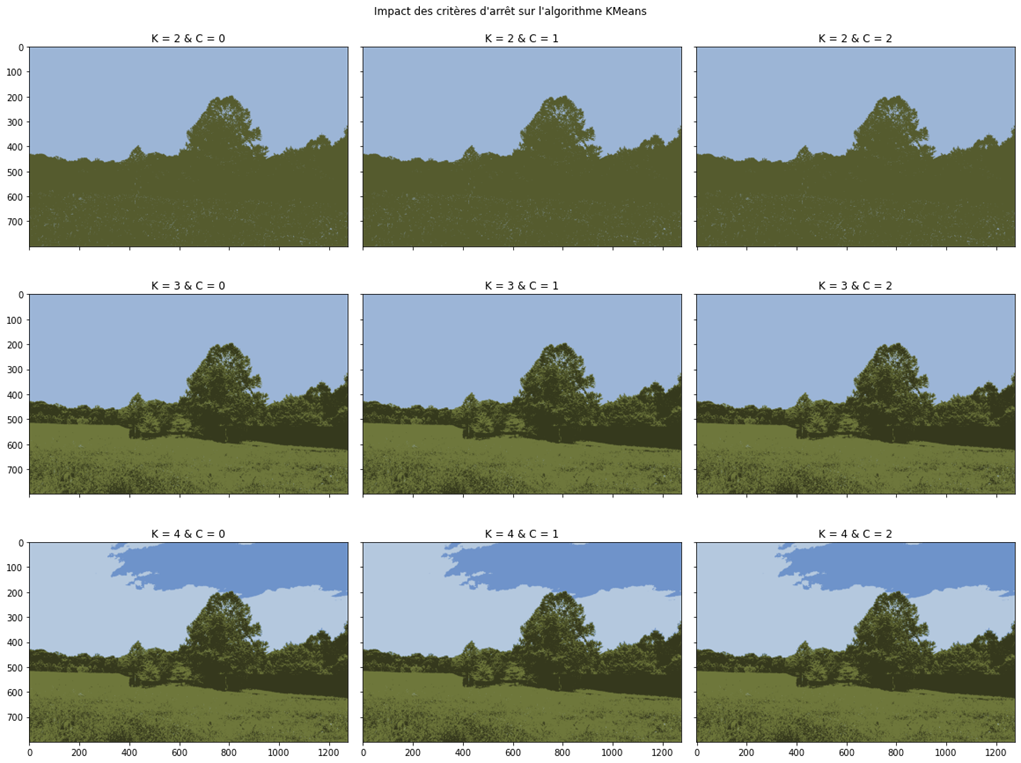 Impact des critères d'arrêt sur l'algorithme KMeans
K = 2 & C = 0
K = 2 & C = 1
K = 2 & C = 2
0
100
200
300
400
500
600
700
K = 3 & C = 0
K = 3 & C = 1
K = 3 & C = 2
0
100
200
300
400
500
600
700
K = 4 & C = 0
K = 4 & C = 1
K = 4 & C = 2
0
100
200
300
400
500
600
700
0 200 400 600 800 1000 1200
0 200 400 600 800 1000 1200
0 200 400 600 800 1000 1200